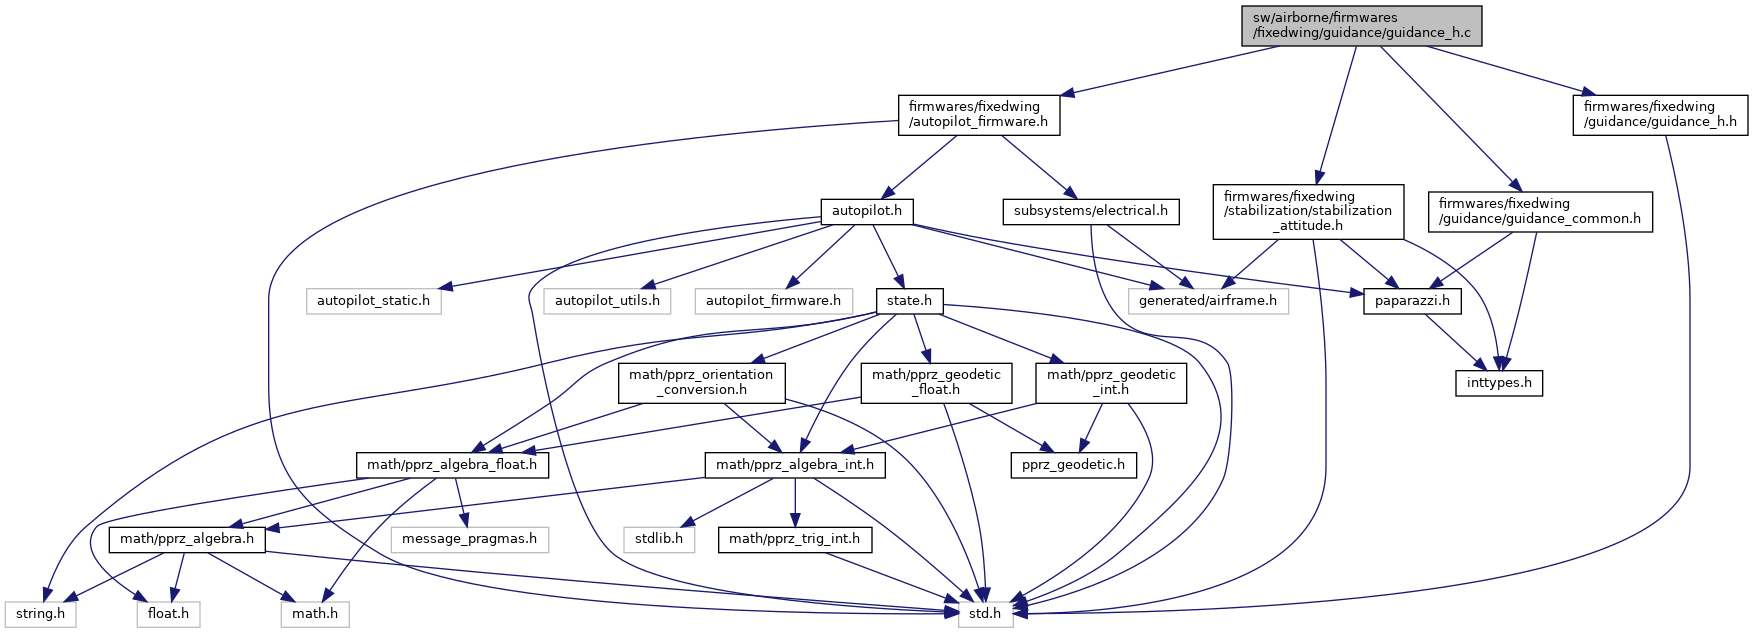 sw/airborne/firmwares
/fixedwing/guidance/guidance_h.c
firmwares/fixedwing
/autopilot_firmware.h
firmwares/fixedwing
/guidance/guidance_h.h
autopilot.h
subsystems/electrical.h
firmwares/fixedwing
/stabilization/stabilization
_attitude.h
firmwares/fixedwing
/guidance/guidance_common.h
autopilot_static.h
autopilot_utils.h
autopilot_firmware.h
state.h
generated/airframe.h
paparazzi.h
math/pprz_orientation
_conversion.h
math/pprz_geodetic
_float.h
math/pprz_geodetic
_int.h
inttypes.h
math/pprz_algebra_float.h
math/pprz_algebra_int.h
pprz_geodetic.h
math/pprz_algebra.h
message_pragmas.h
stdlib.h
math/pprz_trig_int.h
string.h
float.h
math.h
std.h